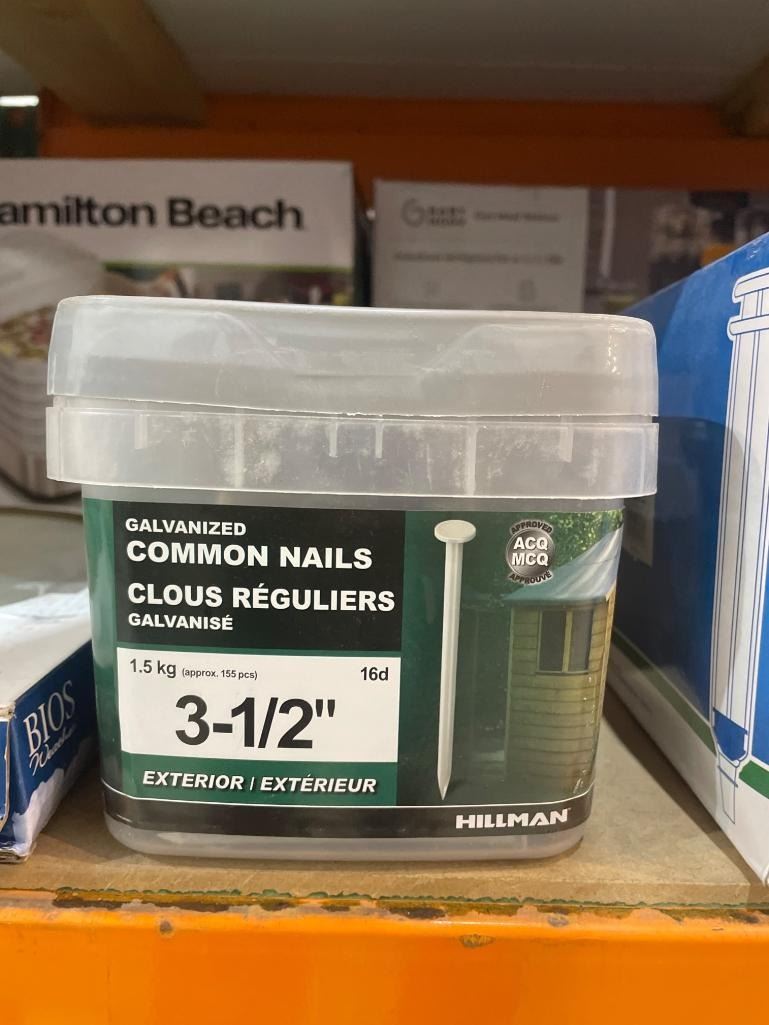 amilton Beach
GALVANIZED
COMMON NAILS
CLOUS RÉGULIERS
GALVANISÉ
APPROVED
ACQ
MCQ
APPROUVÉ
1.5 kg (approx. 155 pcs)
16d
3-1/2"
EXTERIOR / EXTÉRIEUR
HILLMAN
BIOS